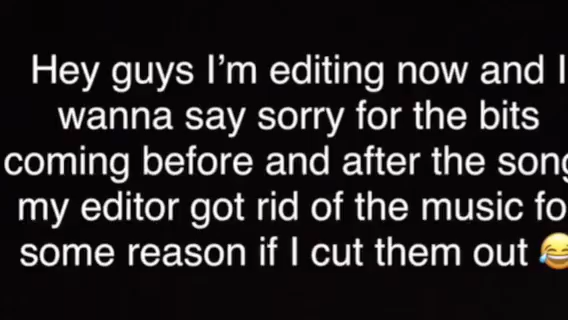 Hey guys I'm editing now and I
wanna say sorry for the bits
coming before and after the song
my editor got rid of the music fo
some reason if I cut them out 😂